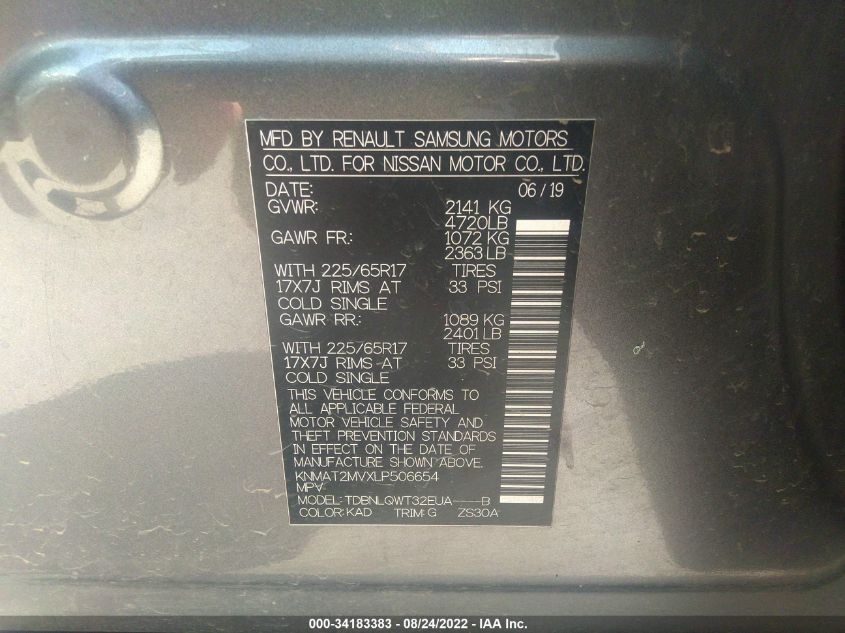 MFD BY RENAULT SAMSUNG MOTORS
CO., LTD. FOR NISSAN MOTOR CO., LTD.
DATE: 06 / 19
GVWR: 2141 KG
4720LB
GAWR FR.: 1072 KG
2363 LB
WITH 225/65R17 TIRES
17X7J RIMS AT 33 PSI
COLD SINGLE
GAWR RR.: 1089 KG
2401 LB
WITH 225/65R17 TIRES
17X7J RIMS AT 33 PSI
COLD SINGLE
THIS VEHICLE CONFORMS TO
ALL APPLICABLE FEDERAL
MOTOR VEHICLE SAFETY AND
THEFT PREVENTION STANDARDS
IN EFFECT ON THE DATE OF
MANUFACTURE SHOWN ABOVE.
KNMAT2MVXLP506654
MPV
MODEL: TDBNLQWT32EUA----B
COLOR: KAD TRIM: G ZS30A
000-34183383 - 08/24/2022 - IAA Inc.